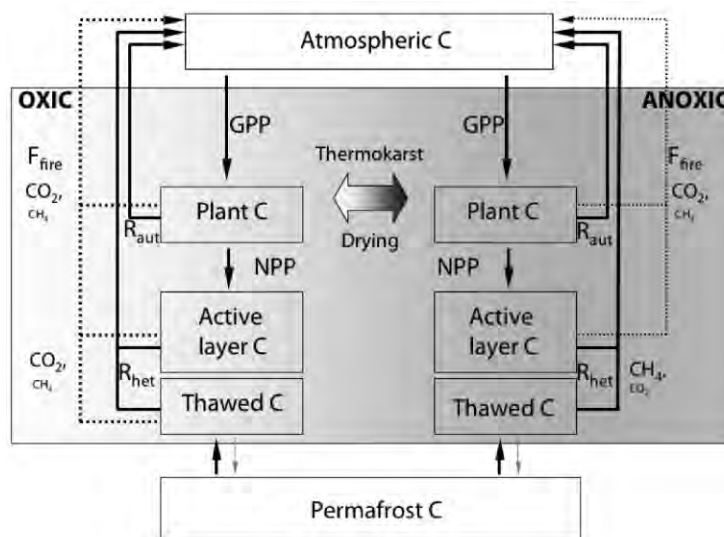 Atmospheric C
OXIC
ANOXIC
GPP
GPP
Thermokarst
F_fire
CO₂,
CH₄
F_fire
CO₂,
CH₄
Plant C
Plant C
R_aut
Drying
R_aut
NPP
NPP
Active
layer C
Active
layer C
CO₂,
CH₄
R_het
R_het
CH₄,
CO₂
Thawed C
Thawed C
Permafrost C